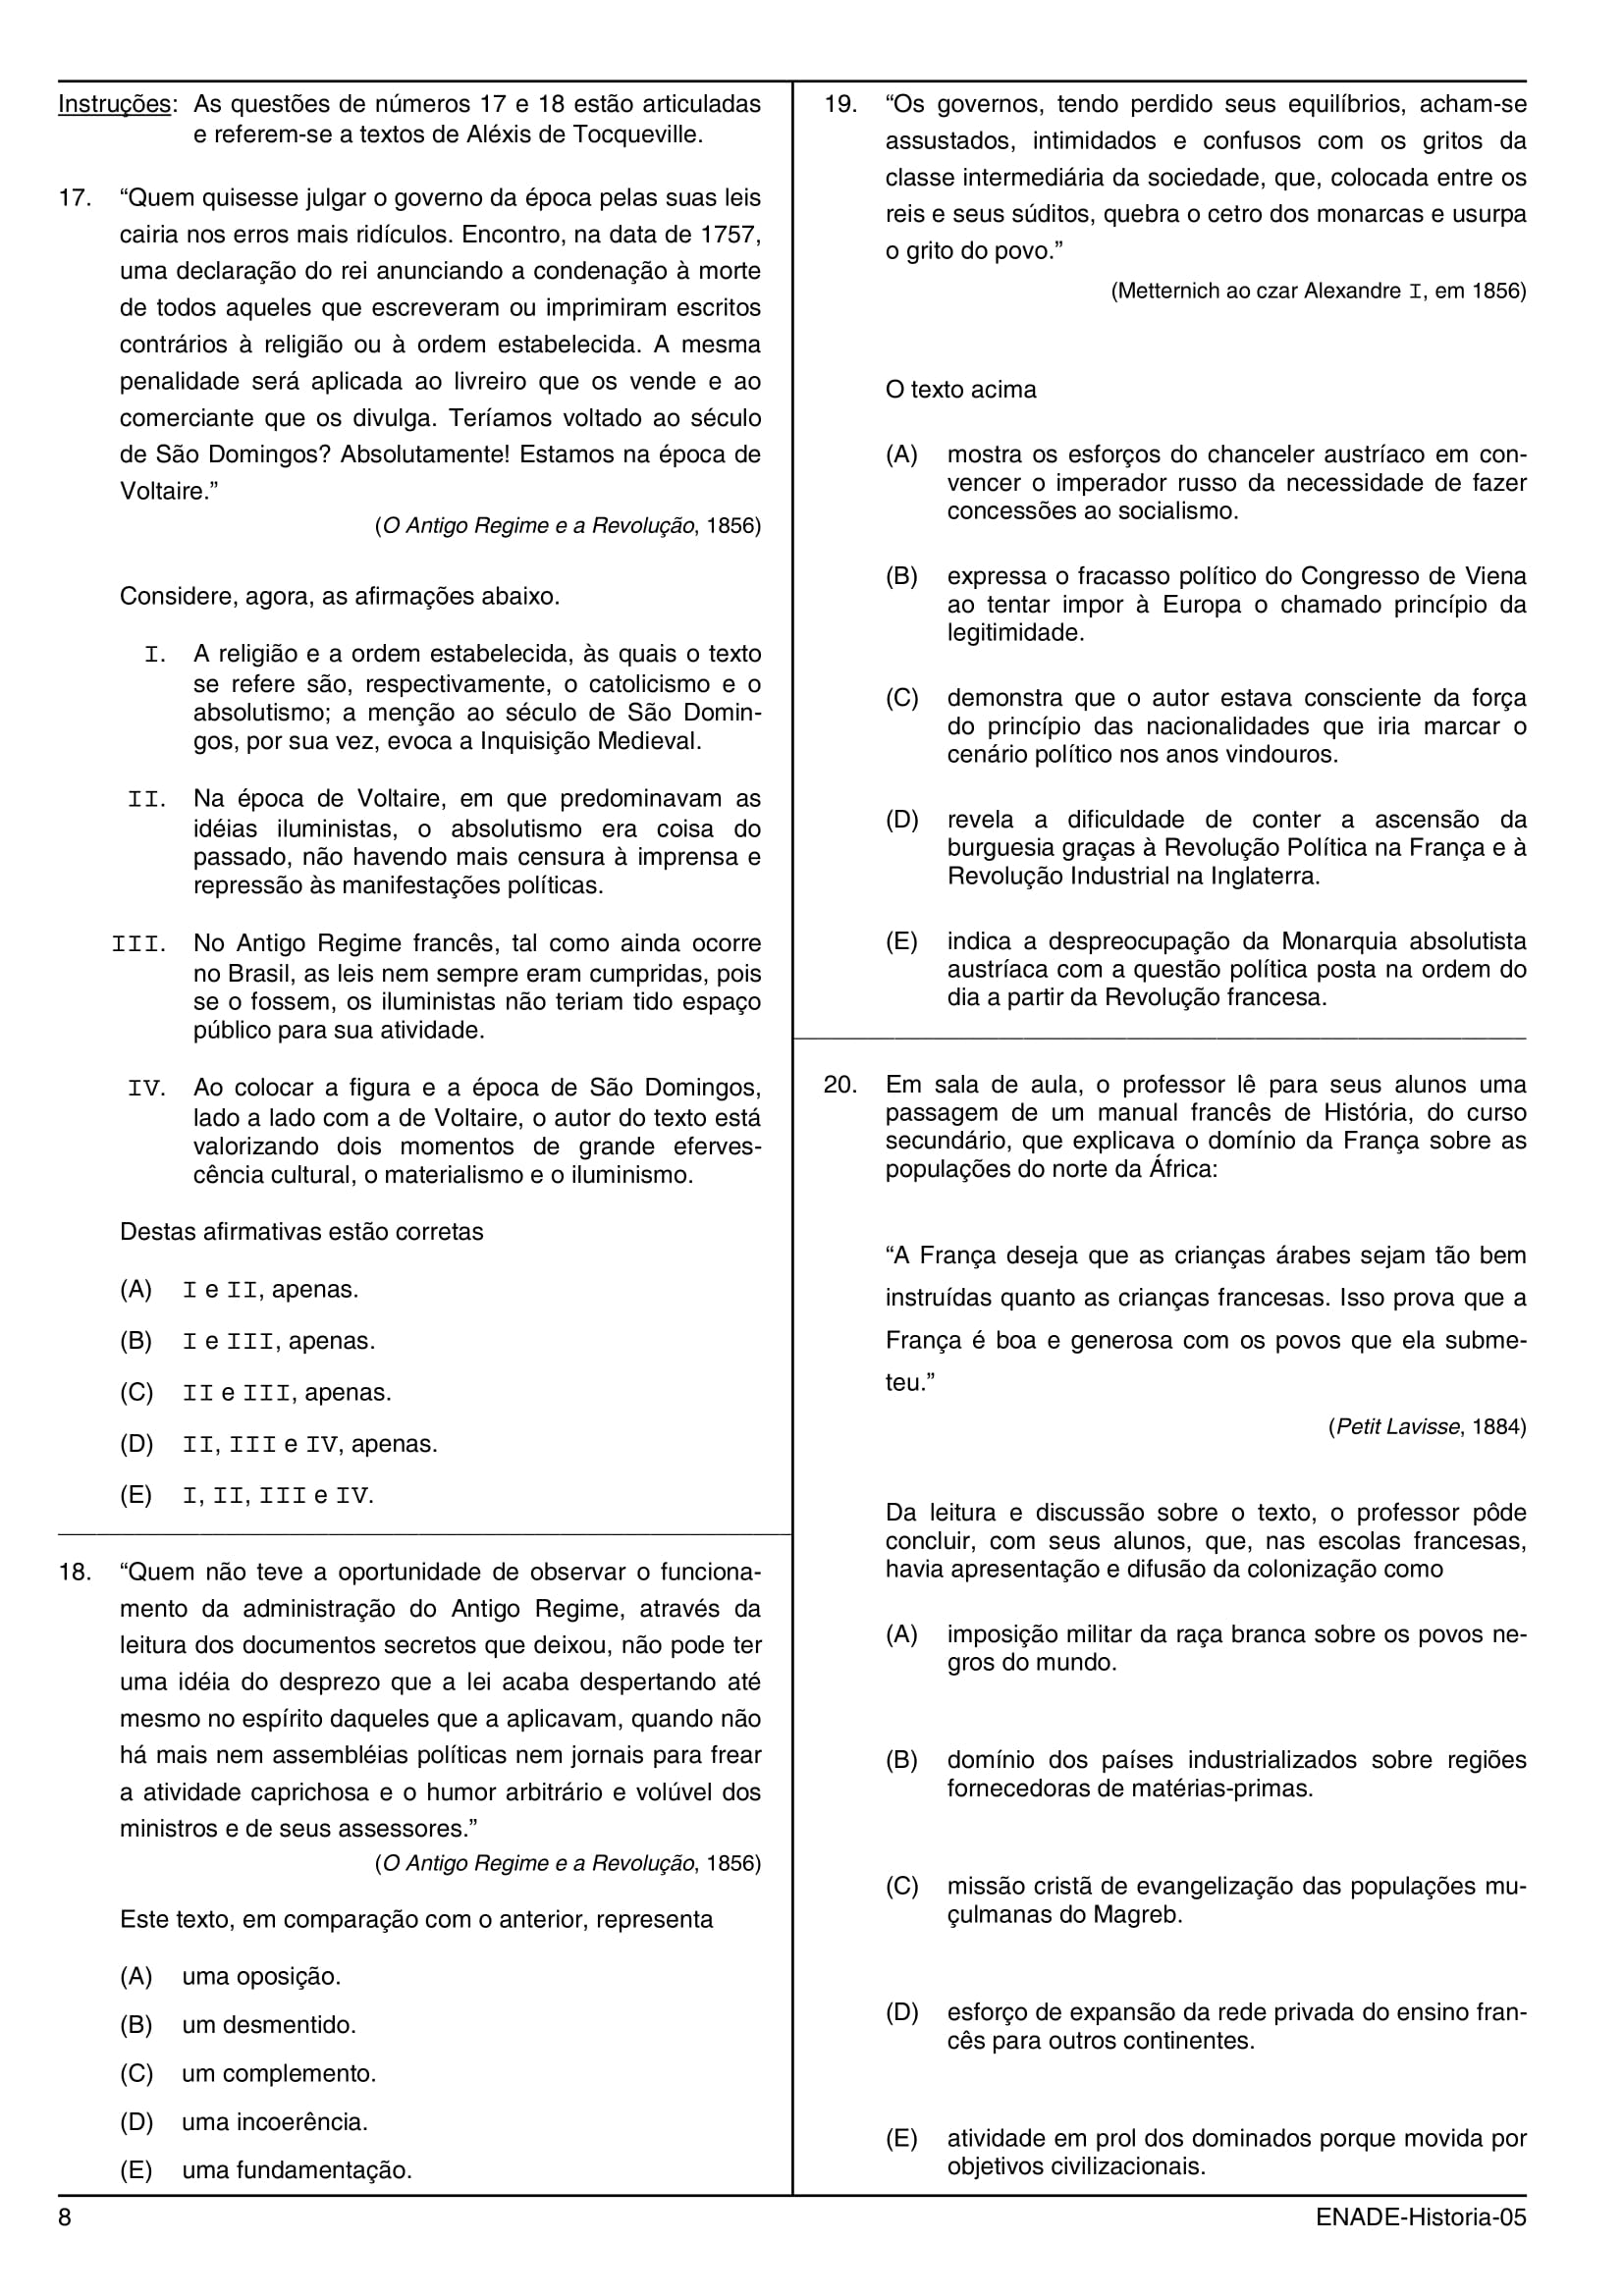 Instruções: As questões de números 17 e 18 estão articuladas
e referem-se a textos de Aléxis de Tocqueville.
17. “Quem quisesse julgar o governo da época pelas suas leis
cairia nos erros mais ridículos. Encontro, na data de 1757,
uma declaração do rei anunciando a condenação à morte
de todos aqueles que escreveram ou imprimiram escritos
contrários à religião ou à ordem estabelecida. A mesma
penalidade será aplicada ao livreiro que os vende e ao
comerciante que os divulga. Teríamos voltado ao século
de São Domingos? Absolutamente! Estamos na época de
Voltaire.”
(O Antigo Regime e a Revolução, 1856)
Considere, agora, as afirmações abaixo.
I. A religião e a ordem estabelecida, às quais o texto
se refere são, respectivamente, o catolicismo e o
absolutismo; a menção ao século de São Domin-
gos, por sua vez, evoca a Inquisição Medieval.
II. Na época de Voltaire, em que predominavam as
idéias iluministas, o absolutismo era coisa do
passado, não havendo mais censura à imprensa e
repressão às manifestações políticas.
III. No Antigo Regime francês, tal como ainda ocorre
no Brasil, as leis nem sempre eram cumpridas, pois
se o fossem, os iluministas não teriam tido espaço
público para sua atividade.
IV. Ao colocar a figura e a época de São Domingos,
lado a lado com a de Voltaire, o autor do texto está
valorizando dois momentos de grande eferves-
cência cultural, o materialismo e o iluminismo.
Destas afirmativas estão corretas
(A) I e II, apenas.
(B) I e III, apenas.
(C) II e III, apenas.
(D) II, III e IV, apenas.
(E) I, II, III e IV.
18. “Quem não teve a oportunidade de observar o funciona-
mento da administração do Antigo Regime, através da
leitura dos documentos secretos que deixou, não pode ter
uma idéia do desprezo que a lei acaba despertando até
mesmo no espírito daqueles que a aplicavam, quando não
há mais nem assembléias políticas nem jornais para frear
a atividade caprichosa e o humor arbitrário e volúvel dos
ministros e de seus assessores.”
(O Antigo Regime e a Revolução, 1856)
Este texto, em comparação com o anterior, representa
(A) uma oposição.
(B) um desmentido.
(C) um complemento.
(D) uma incoerência.
(E) uma fundamentação.
19. “Os governos, tendo perdido seus equilíbrios, acham-se
assustados, intimidados e confusos com os gritos da
classe intermediária da sociedade, que, colocada entre os
reis e seus súditos, quebra o cetro dos monarcas e usurpa
o grito do povo.”
(Metternich ao czar Alexandre I, em 1856)
O texto acima
(A) mostra os esforços do chanceler austríaco em con-
vencer o imperador russo da necessidade de fazer
concessões ao socialismo.
(B) expressa o fracasso político do Congresso de Viena
ao tentar impor à Europa o chamado princípio da
legitimidade.
(C) demonstra que o autor estava consciente da força
do princípio das nacionalidades que iria marcar o
cenário político nos anos vindouros.
(D) revela a dificuldade de conter a ascensão da
burguesia graças à Revolução Política na França e à
Revolução Industrial na Inglaterra.
(E) indica a despreocupação da Monarquia absolutista
austríaca com a questão política posta na ordem do
dia a partir da Revolução francesa.
20. Em sala de aula, o professor lê para seus alunos uma
passagem de um manual francês de História, do curso
secundário, que explicava o domínio da França sobre as
populações do norte da África:
“A França deseja que as crianças árabes sejam tão bem
instruídas quanto as crianças francesas. Isso prova que a
França é boa e generosa com os povos que ela subme-
teu.”
(Petit Lavisse, 1884)
Da leitura e discussão sobre o texto, o professor pôde
concluir, com seus alunos, que, nas escolas francesas,
havia apresentação e difusão da colonização como
(A) imposição militar da raça branca sobre os povos ne-
gros do mundo.
(B) domínio dos países industrializados sobre regiões
fornecedoras de matérias-primas.
(C) missão cristã de evangelização das populações mu-
çulmanas do Magreb.
(D) esforço de expansão da rede privada do ensino fran-
cês para outros continentes.
(E) atividade em prol dos dominados porque movida por
objetivos civilizacionais.
8
ENADE-Historia-05